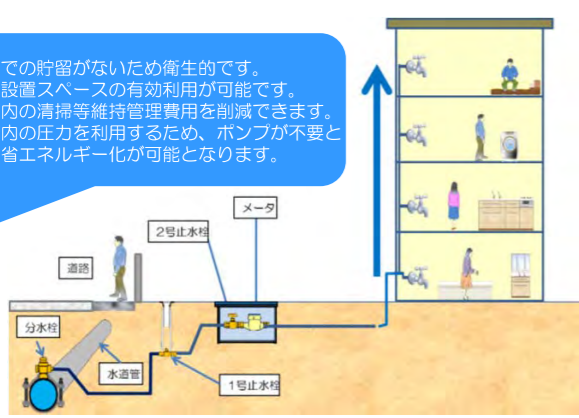 での貯留がないため衛生的です。
設置スペースの有効利用が可能です。
内の清掃等維持管理費用を削減できます。
内の圧力を利用するため、ポンプが不要と
省エネルギー化が可能となります。
メータ
2号止水栓
道路
分水栓
水道管
1号止水栓